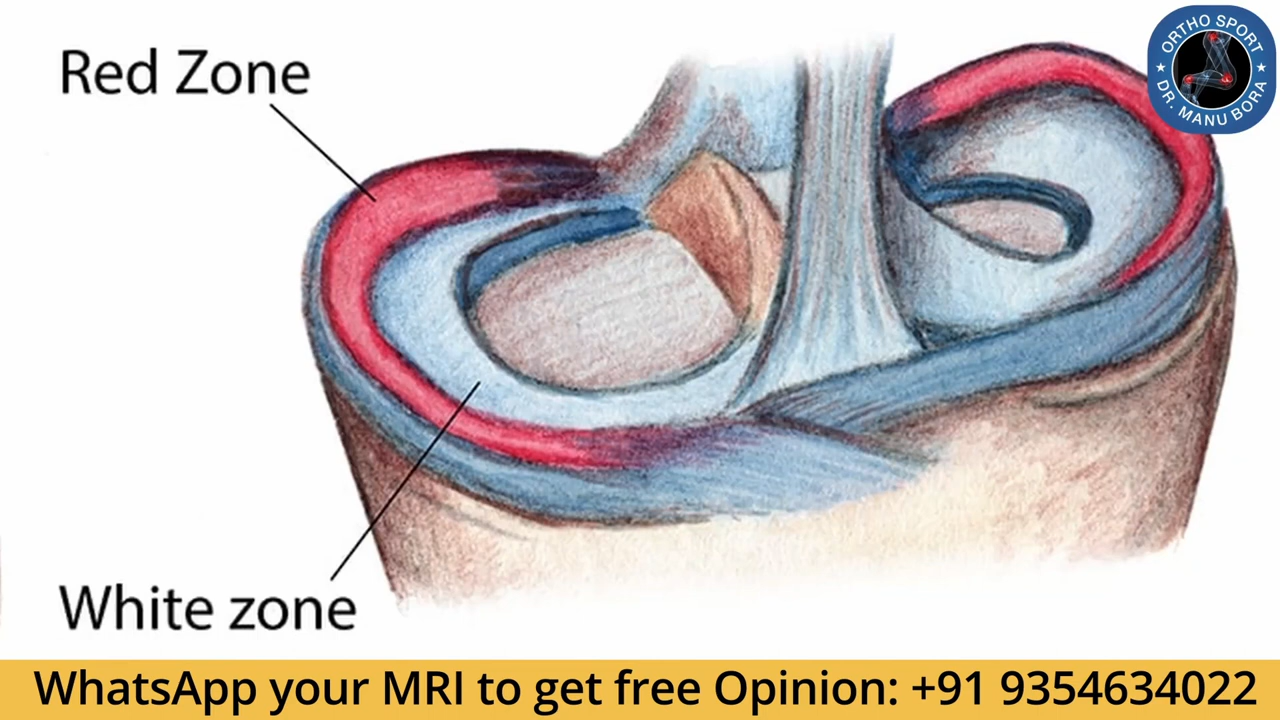 Red Zone
ORTHO SPORT
★ DR. MANU BORA ★
White zone
WhatsApp your MRI to get free Opinion: +91 9354634022